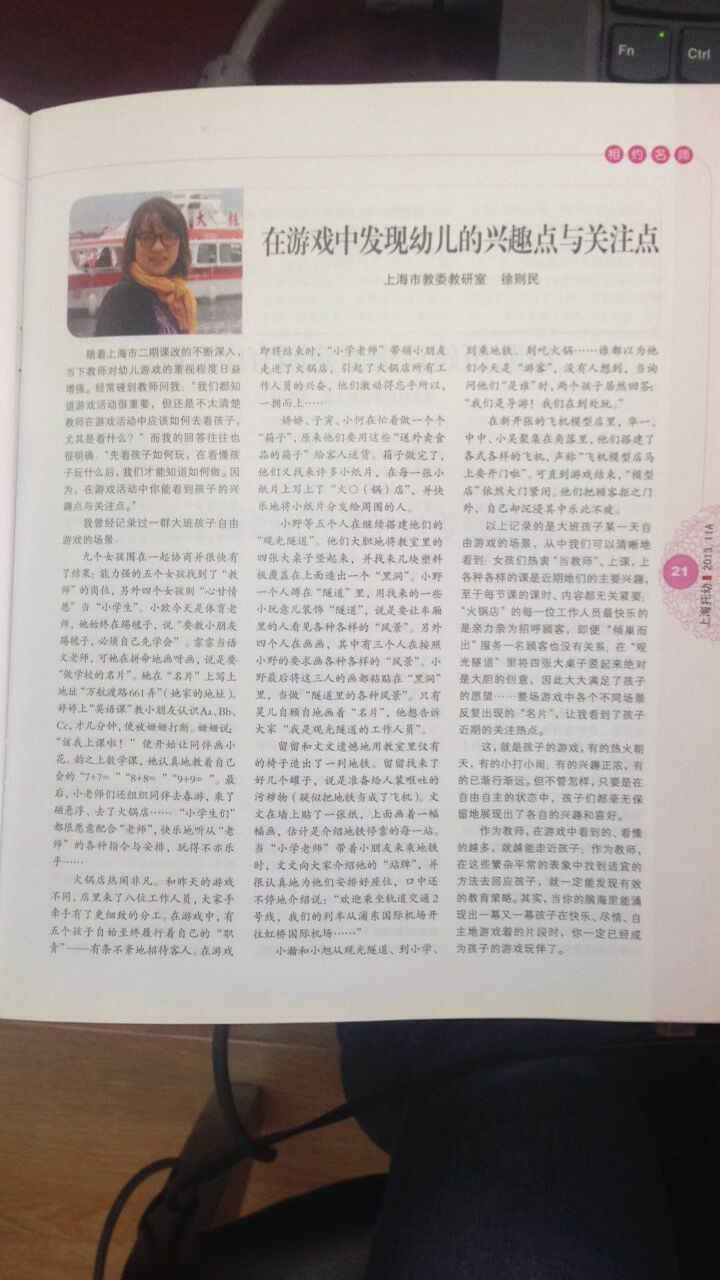 Fn
Ctrl
相约名师
在游戏中发现幼儿的兴趣点与关注点
上海市教委教研室 徐则民
随着上海市二期课改的不断深入，
当下教师对幼儿游戏的重视程度日益
增强。经常碰到教师问我：“我们都知
道游戏活动很重要，但还是不太清楚
教师在游戏活动中应该如何去看孩子，
尤其是看什么？”而我的回答往往也
很明确：“先看孩子如何玩，在看懂孩
子玩什么后，我们才能知道如何做。因
为，在游戏活动中你能看到孩子的兴
趣点与关注点。”
我曾经记录过一群大班孩子自由
游戏的场景：
九个女孩围在一起协商并很快有
了结果：能力强的五个女孩找到了“教
师”的岗位，另外四个女孩则“心甘情
愿”当“小学生”。小欧今天是体育老
师，她始终在踢毽子，说“要教小朋友
踢毽子，必须自己先学会”。霏霏当语
文老师，可她在拼命地画呀画，说是要
“做学校的名片”。她在“名片”上写上
地址“万航渡路661弄”（她家的地址）。
婷婷上“英语课”教小朋友认识Aa、Bb、
Cc，才几分钟，便被姗姗打断。姗姗说：
“该我上课啦！”便开始让同伴画小
花。韵之上数学课，她认真地教着自己
会的“7+7=”“8+8=”“9+9=”。最
后，小老师们还组织同伴去春游，乘了
磁悬浮、去了火锅店……“小学生们”
都很愿意配合“老师”，快乐地听从“老
师”的各种指令与安排，玩得不亦乐
乎……
火锅店热闹非凡。和昨天的游戏
不同，店里来了八位工作人员，大家手
牵手有了更细致的分工。在游戏中，有
五个孩子自始至终履行着自己的“职
责”——有条不紊地招待客人。在游戏
即将结束时，“小学老师”带领小朋友
走进了火锅店，引起了火锅店所有工
作人员的兴奋，他们激动得忘乎所以，
一拥而上……
娇娇、子寅、小何在忙着做一个个
“箱子”，原来他们要用这些“送外卖食
品的箱子”给客人送货。箱子做完了，
他们又找来许多小纸片，在每一张小
纸片上写上了“火〇（锅）店”，并快
乐地将小纸片分发给周围的人。
小野等五个人在继续搭建他们的
“观光隧道”。他们大胆地将教室里的
四张大桌子竖起来，并找来几块塑料
板覆盖在上面造出一个“黑洞”。小野
一个人蹲在“隧道”里，用找来的一些
小玩意儿装饰“隧道”，说是要让车厢
里的人看见各种各样的“风景”。另外
四个人在画画，其中有三个人在按照
小野的要求画各种各样的“风景”。小
野最后将这三人的画都粘贴在“黑洞”
里，当做“隧道里的各种风景”。只有
吴几自顾自地画着“名片”，他想告诉
大家“我是观光隧道的工作人员”。
留留和文文遗憾地用教室里仅有
的椅子造出了一列地铁。留留找来了
好几个罐子，说是准备给人装呕吐的
污秽物（疑似把地铁当成了飞机）。文
文在墙上贴了一张纸，上面画着一幅
幅画，估计是介绍地铁停靠的每一站。
当“小学老师”带着小朋友来乘地铁
时，文文向大家介绍他的“站牌”，并
很认真地为他们安排好座位，口中还
不停地介绍说：“欢迎乘坐轨道交通2
号线，我们的列车从浦东国际机场开
往虹桥国际机场……”
小瀚和小旭从观光隧道、到小学、
到乘地铁、到吃火锅……谁都以为他
们今天是“游客”，没有人想到，当询
问他们“是谁”时，两个孩子居然回答：
“我们是导游！我们在到处玩。”
在新开张的飞机模型店里，华一、
中中、小吴聚集在角落里，他们搭建了
各式各样的飞机，声称“飞机模型店马
上要开门啦”。可直到游戏结束，“模型
店”依然大门紧闭。他们把顾客拒之门
外，自己却沉浸其中乐此不疲。
以上记录的是大班孩子某一天自
由游戏的场景，从中我们可以清晰地
看到：女孩们热衷“当教师”、上课，上
各种各样的课是近期她们的主要兴趣，
至于每节课的课时、内容都无关紧要；
“火锅店”的每一位工作人员最快乐的
是亲力亲为招呼顾客，即便“倾巢而
出”服务一名顾客也没有关系；在“观
光隧道”里将四张大桌子竖起来绝对
是大胆的创意，因此大大满足了孩子
的愿望……整场游戏中各个不同场景
反复出现的“名片”，让我看到了孩子
近期的关注热点。
这，就是孩子的游戏，有的热火朝
天，有的小打小闹；有的兴趣正浓，有
的已渐行渐远。但不管怎样，只要是在
自由自主的状态中，孩子们都毫无保
留地展现出了各自的兴趣和喜好。
作为教师，在游戏中看到的、看懂
的越多，就越能走近孩子；作为教师，
在这些繁杂平常的表象中找到适宜的
方法去回应孩子，就一定能发现有效
的教育策略。其实，当你的脑海里能涌
现出一幕又一幕孩子在快乐、尽情、自
主地游戏着的片段时，你一定已经成
为孩子的游戏玩伴了。
21
上海托幼 2013. 11A